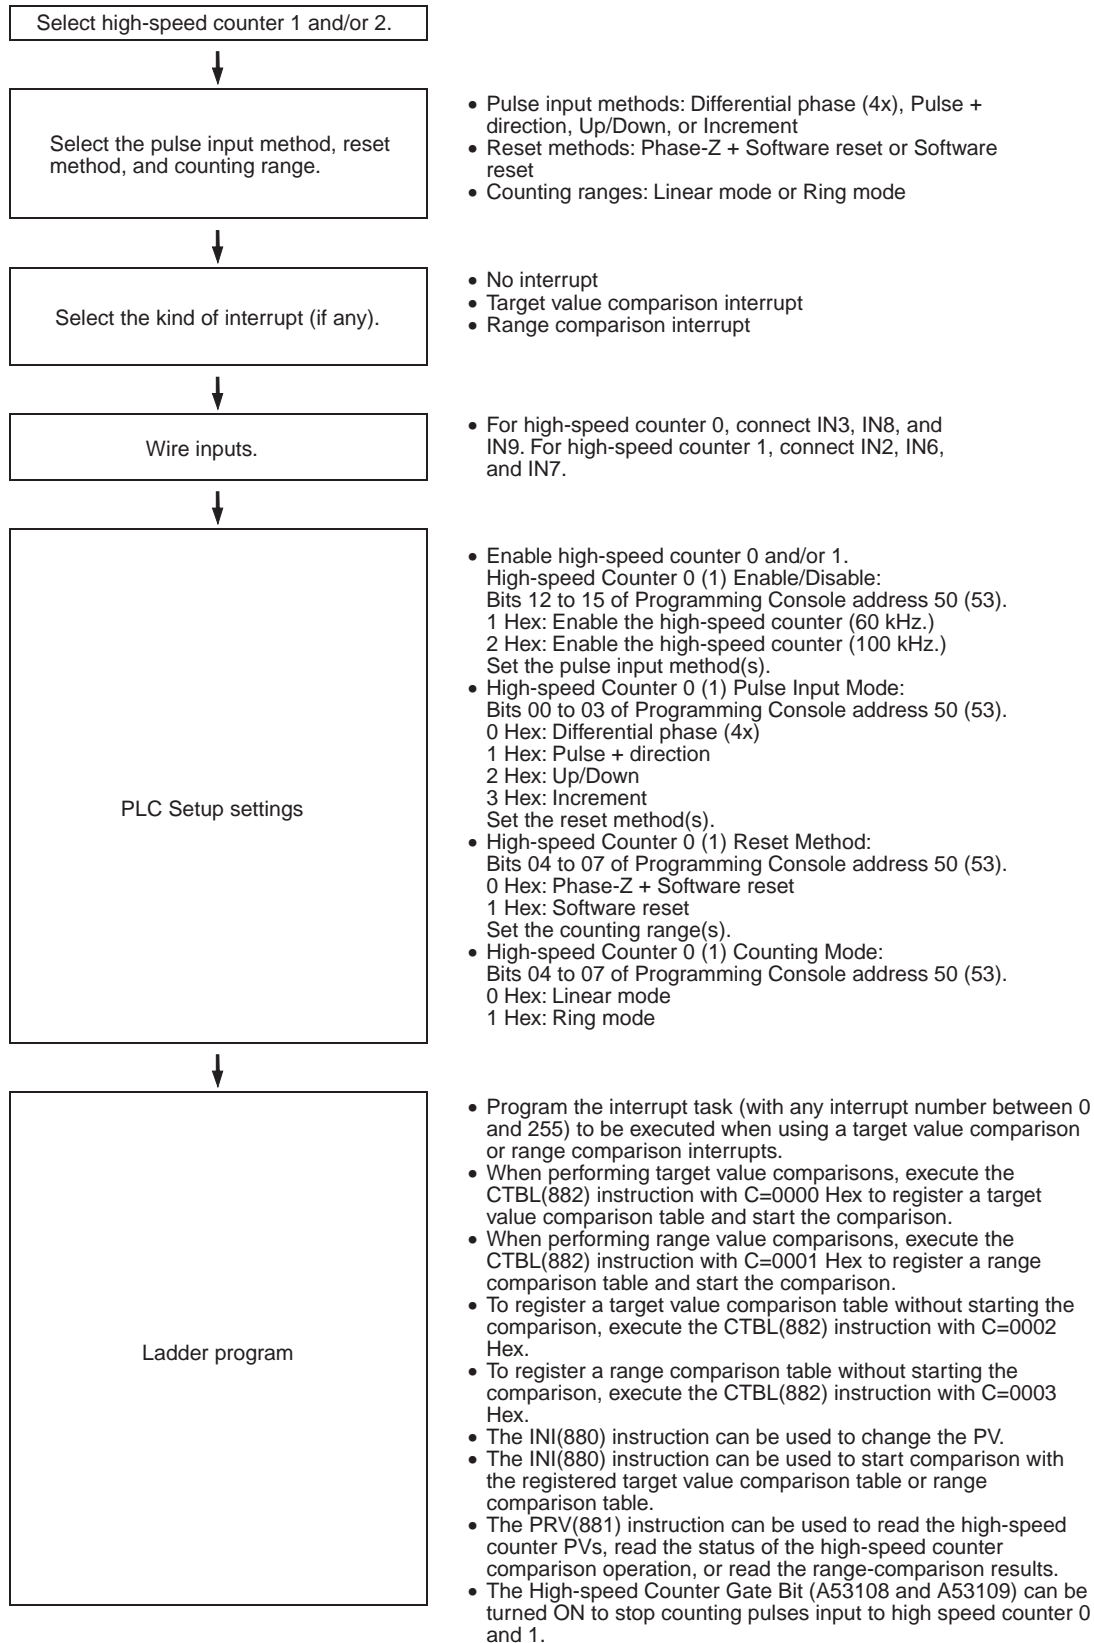 Select high-speed counter 1 and/or 2.
Select the pulse input method, reset
method, and counting range.
• Pulse input methods: Differential phase (4x), Pulse +
direction, Up/Down, or Increment
• Reset methods: Phase-Z + Software reset or Software
reset
• Counting ranges: Linear mode or Ring mode
Select the kind of interrupt (if any).
• No interrupt
• Target value comparison interrupt
• Range comparison interrupt
Wire inputs.
• For high-speed counter 0, connect IN3, IN8, and
IN9. For high-speed counter 1, connect IN2, IN6,
and IN7.
PLC Setup settings
• Enable high-speed counter 0 and/or 1.
High-speed Counter 0 (1) Enable/Disable:
Bits 12 to 15 of Programming Console address 50 (53).
1 Hex: Enable the high-speed counter (60 kHz.)
2 Hex: Enable the high-speed counter (100 kHz.)
Set the pulse input method(s).
• High-speed Counter 0 (1) Pulse Input Mode:
Bits 00 to 03 of Programming Console address 50 (53).
0 Hex: Differential phase (4x)
1 Hex: Pulse + direction
2 Hex: Up/Down
3 Hex: Increment
Set the reset method(s).
• High-speed Counter 0 (1) Reset Method:
Bits 04 to 07 of Programming Console address 50 (53).
0 Hex: Phase-Z + Software reset
1 Hex: Software reset
Set the counting range(s).
• High-speed Counter 0 (1) Counting Mode:
Bits 04 to 07 of Programming Console address 50 (53).
0 Hex: Linear mode
1 Hex: Ring mode
Ladder program
• Program the interrupt task (with any interrupt number between 0
and 255) to be executed when using a target value comparison
or range comparison interrupts.
• When performing target value comparisons, execute the
CTBL(882) instruction with C=0000 Hex to register a target
value comparison table and start the comparison.
• When performing range value comparisons, execute the
CTBL(882) instruction with C=0001 Hex to register a range
comparison table and start the comparison.
• To register a target value comparison table without starting the
comparison, execute the CTBL(882) instruction with C=0002
Hex.
• To register a range comparison table without starting the
comparison, execute the CTBL(882) instruction with C=0003
Hex.
• The INI(880) instruction can be used to change the PV.
• The INI(880) instruction can be used to start comparison with
the registered target value comparison table or range
comparison table.
• The PRV(881) instruction can be used to read the high-speed
counter PVs, read the status of the high-speed counter
comparison operation, or read the range-comparison results.
• The High-speed Counter Gate Bit (A53108 and A53109) can be
turned ON to stop counting pulses input to high speed counter 0
and 1.